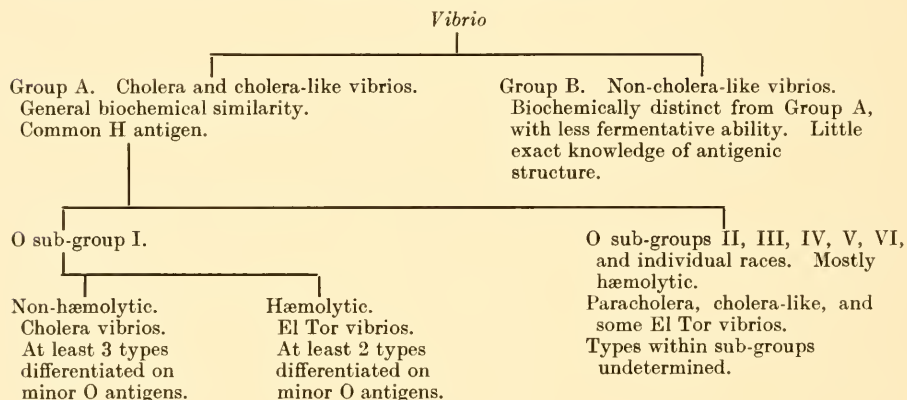 Vibrio
Group A. Cholera and cholera-like vibrios.
General biochemical similarity.
Common H antigen.
Group B. Non-cholera-like vibrios.
Biochemically distinct from Group A,
with less fermentative ability. Little
exact knowledge of antigenic
structure.
O sub-group I.
O sub-groups II, III, IV, V, VI,
and individual races. Mostly
hæmolytic.
Paracholera, cholera-like, and
some El Tor vibrios.
Types within sub-groups
undetermined.
Non-hæmolytic.
Cholera vibrios.
At least 3 types
differentiated on
minor O antigens.
Hæmolytic.
El Tor vibrios.
At least 2 types
differentiated on
minor O antigens.